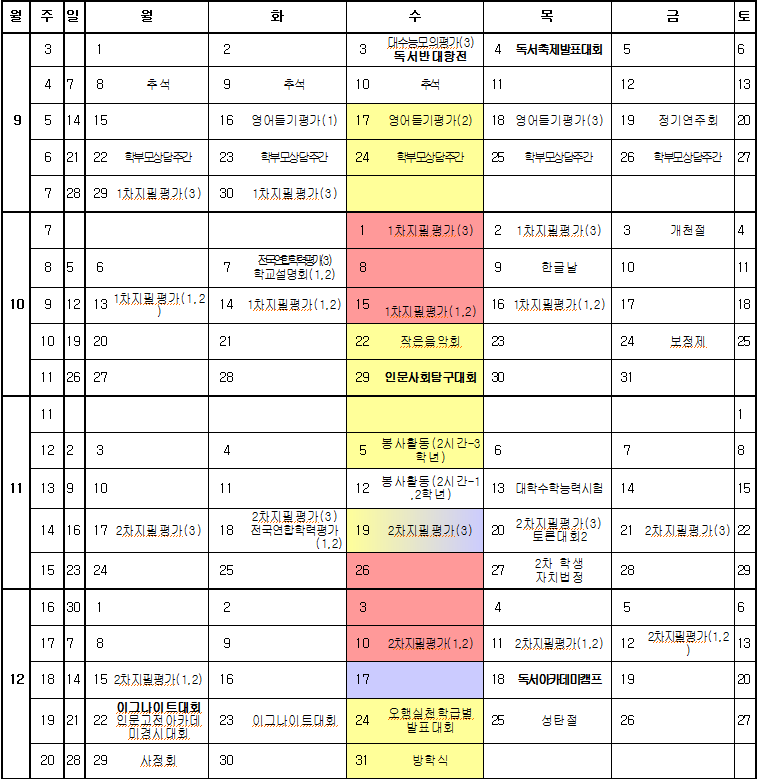 월 주 일 월 화 수 목 금 토
9
3 1 2 3 대수능모의평가(3) 4 독서축제발표대회 5 6
독서반대항전
4 7 8 추석 9 추석 10 추석 11 12 13
5 14 15 16 영어듣기평가(1) 17 영어듣기평가(2) 18 영어듣기평가(3) 19 정기연주회 20
6 21 22 학부모상담주간 23 학부모상담주간 24 학부모상담주간 25 학부모상담주간 26 학부모상담주간 27
7 28 29 1차지필평가(3) 30 1차지필평가(3)
10
7 1 1차지필평가(3) 2 1차지필평가(3) 3 개천절 4
8 5 6 7 전국연합학력평가(3) 8 9 한글날 10 11
학교설명회(1,2)
9 12 13 1차지필평가(1,2 14 1차지필평가(1,2) 15 1차지필평가(1,2) 16 1차지필평가(1,2) 17 18
)
10 19 20 21 22 작은음악회 23 24 보정제 25
11 26 27 28 29 인문사회탐구대회 30 31
11
11 1
12 2 3 4 5 봉사활동(2시간-3 6 7 8
학년)
13 9 10 11 12 봉사활동(2시간-1 13 대학수학능력시험 14 15
,2학년)
14 16 17 2차지필평가(3) 18 2차지필평가(3) 19 2차지필평가(3) 20 2차지필평가(3) 21 2차지필평가(3) 22
전국연합학력평가 토론대회2
(1,2)
15 23 24 25 26 27 2차 학생 28 29
자치법정
12
16 30 1 2 3 4 5 6
17 7 8 9 10 2차지필평가(1,2) 11 2차지필평가(1,2) 12 2차지필평가(1,2 13
)
18 14 15 2차지필평가(1,2) 16 17 18 독서아카데미캠프 19 20
19 21 22 이그나이트대회 23 이그나이트대회 24 오행실천학급별 25 성탄절 26 27
인문고전아카데 발표대회
미경시대회
20 28 29 사정회 30 31 방학식